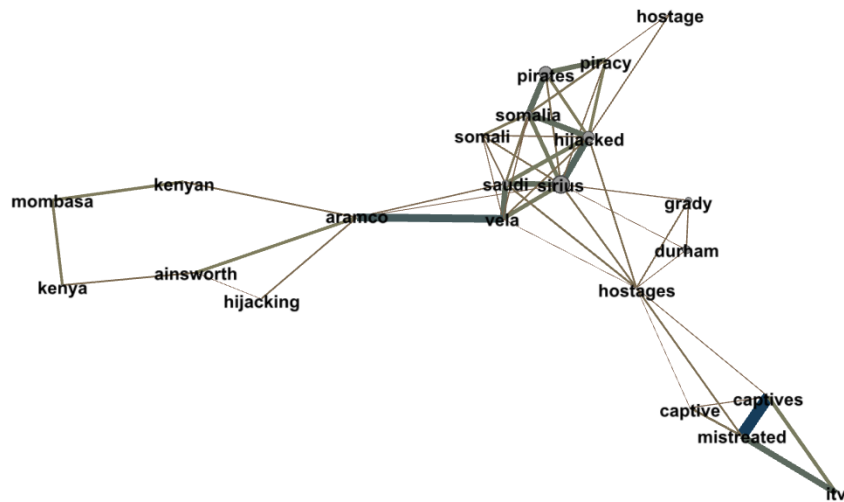 hostage
piracy
pirates
somalia
somali
hijacked
kenyan
saudi
sirius
mombasa
grady
aramco
vela
durham
ainsworth
kenya
hostages
hijacking
captives
captive
mistreated
itv